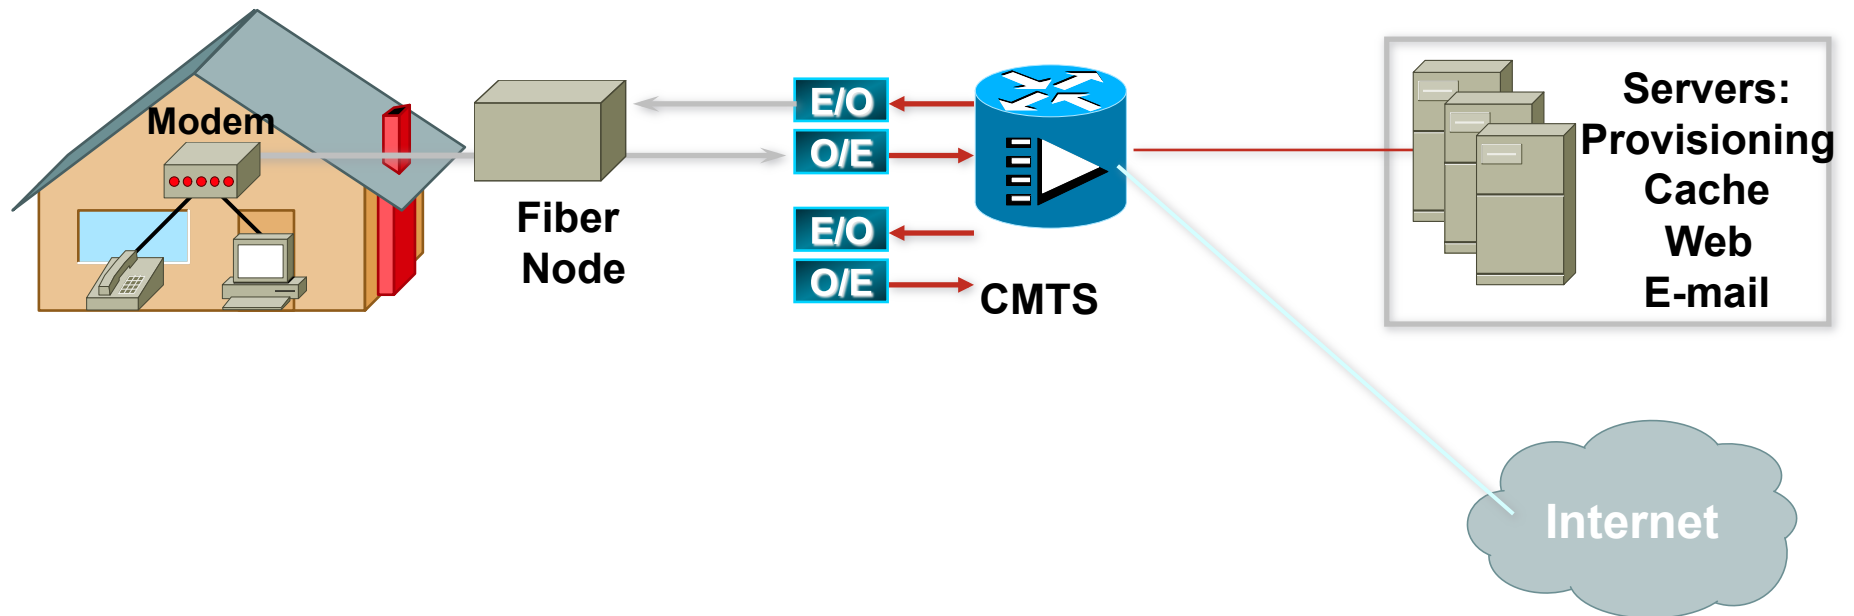 Modem
Fiber
Node
E/O
O/E
E/O
O/E
CMTS
Servers:
Provisioning
Cache
Web
E-mail
Internet